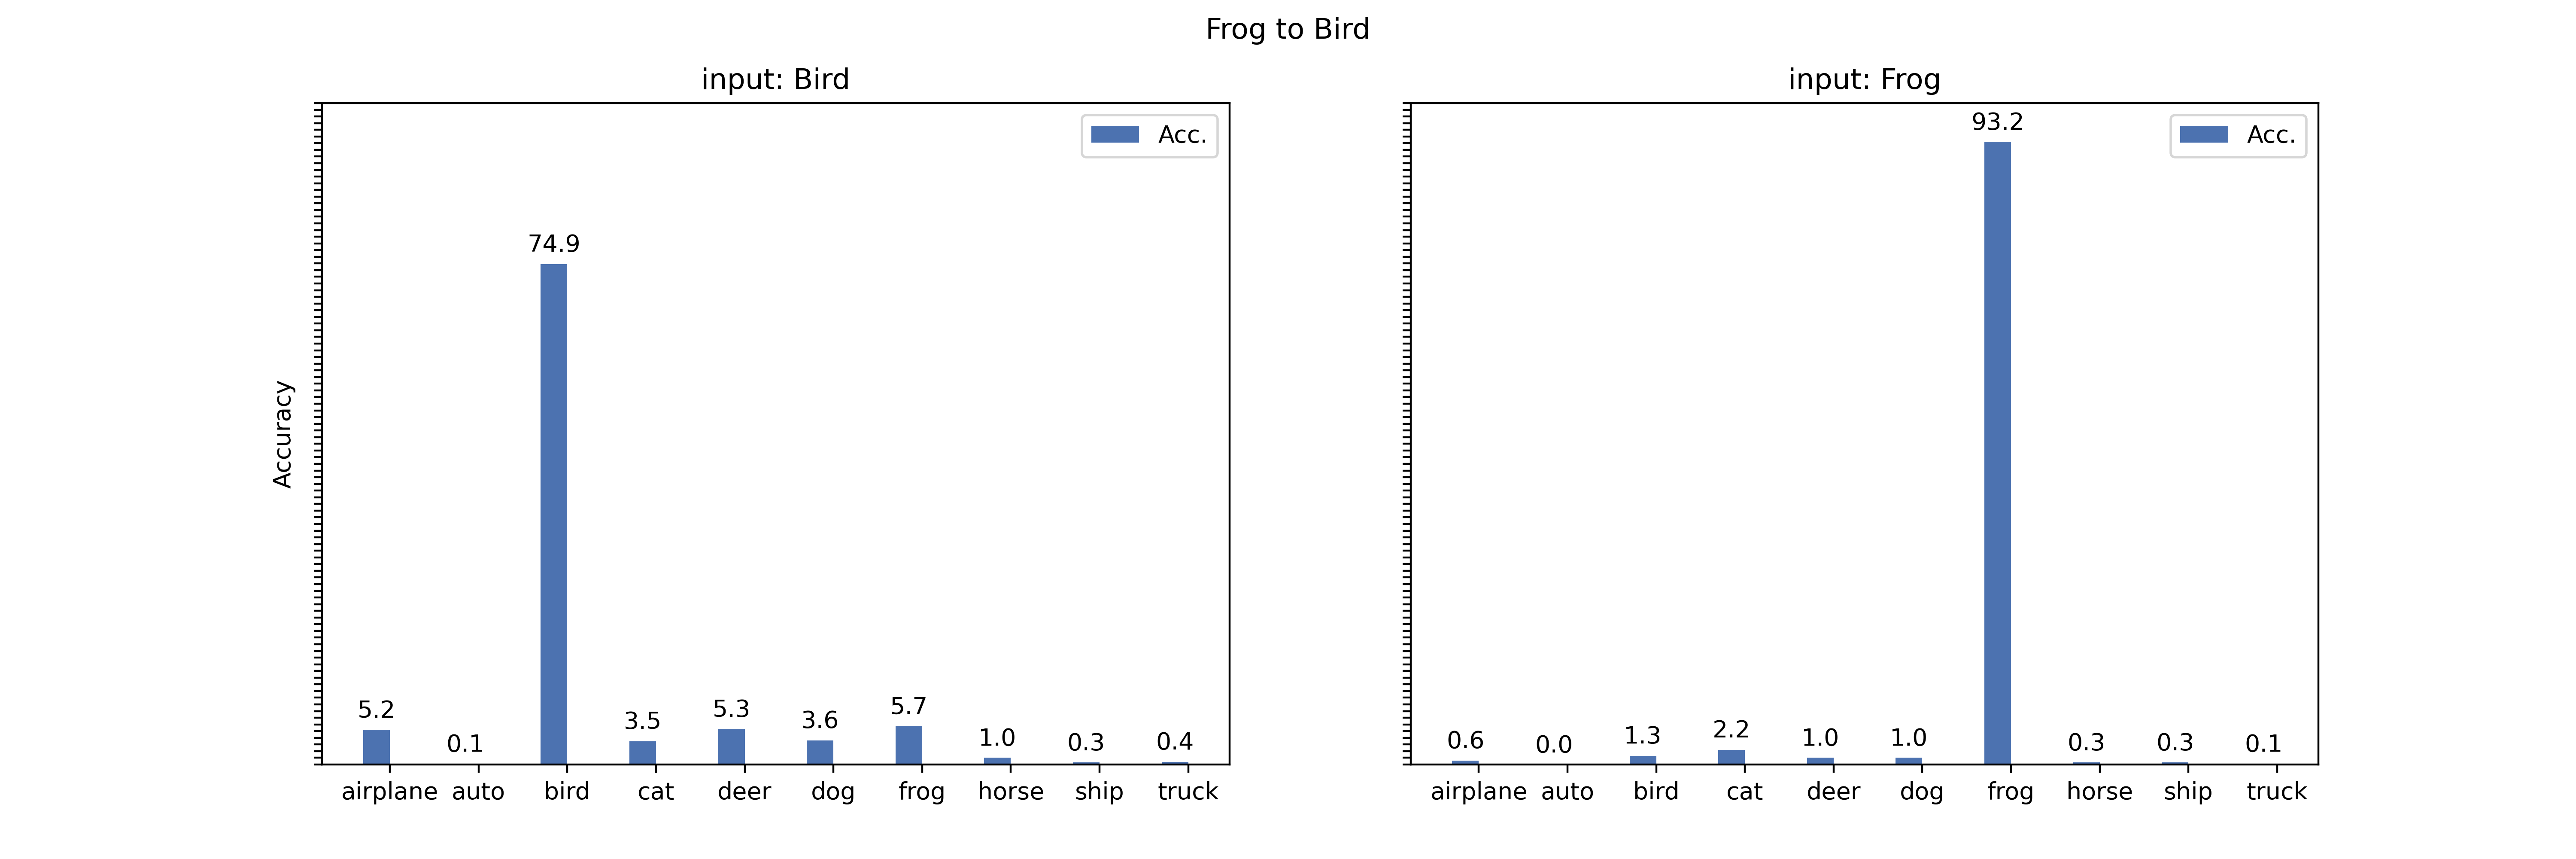 Frog to Bird
input: Bird
Acc.
Accuracy
74.9
5.2
0.1
3.5
5.3
3.6
5.7
1.0
0.3
0.4
airplane auto bird cat deer dog frog horse ship truck
input: Frog
Acc.
93.2
0.6
0.0
1.3
2.2
1.0
1.0
0.3
0.3
0.1
airplane auto bird cat deer dog frog horse ship truck